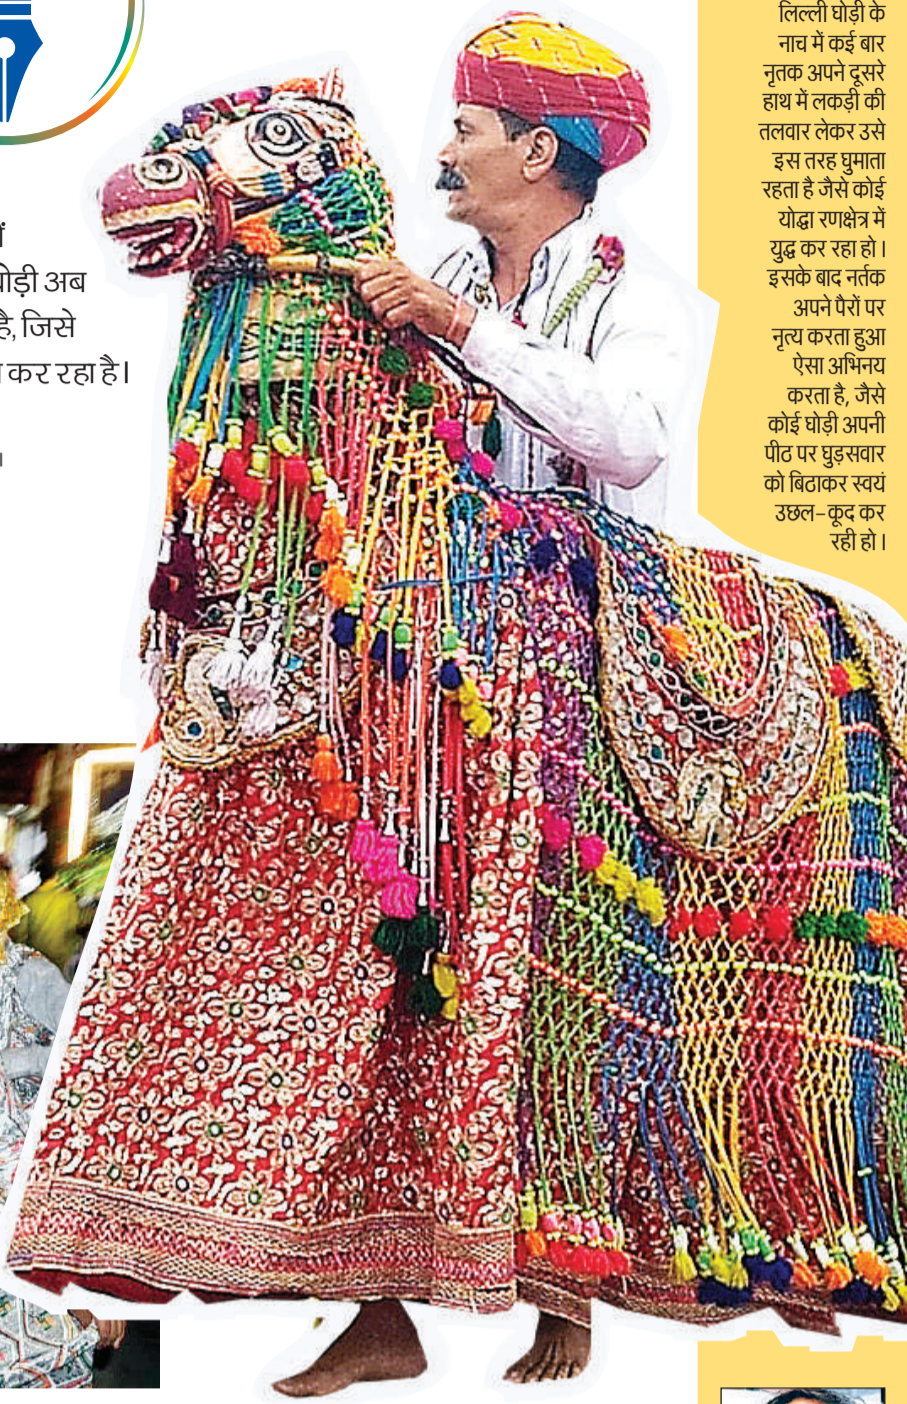 घोड़ी अब
है, जिसे
कर रहा है।
लिल्ली घोड़ी के
नाच में कई बार
नृतक अपने दूसरे
हाथ में लकड़ी की
तलवार लेकर उसे
इस तरह घुमाता
रहता है जैसे कोई
योद्धा रणक्षेत्र में
युद्ध कर रहा हो।
इसके बाद नर्तक
अपने पैरों पर
नृत्य करता हुआ
ऐसा अभिनय
करता है, जैसे
कोई घोड़ी अपनी
पीठ पर घुड़सवार
को बिठाकर स्वयं
उछल-कूद कर
रही हो।